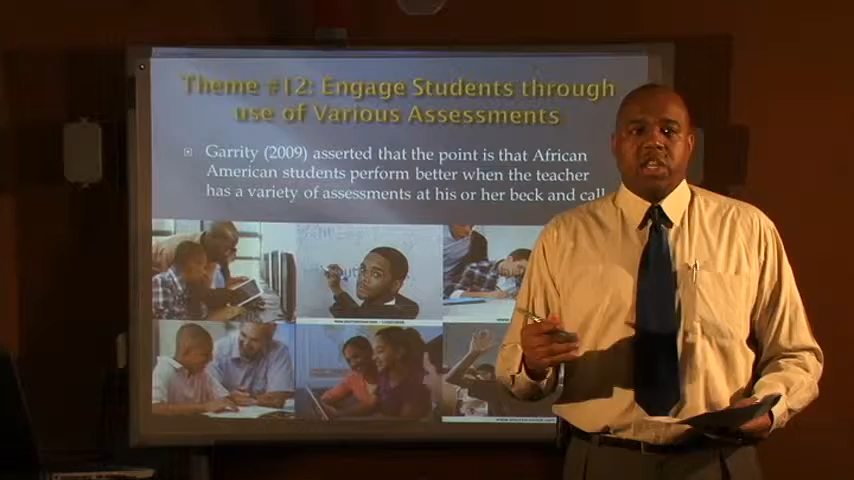 Theme #12: Engage Students through
use of Various Assessments
Garrity (2009) asserted that the point is that African
American students perform better when the teacher
has a variety of assessments at his or her beck and call